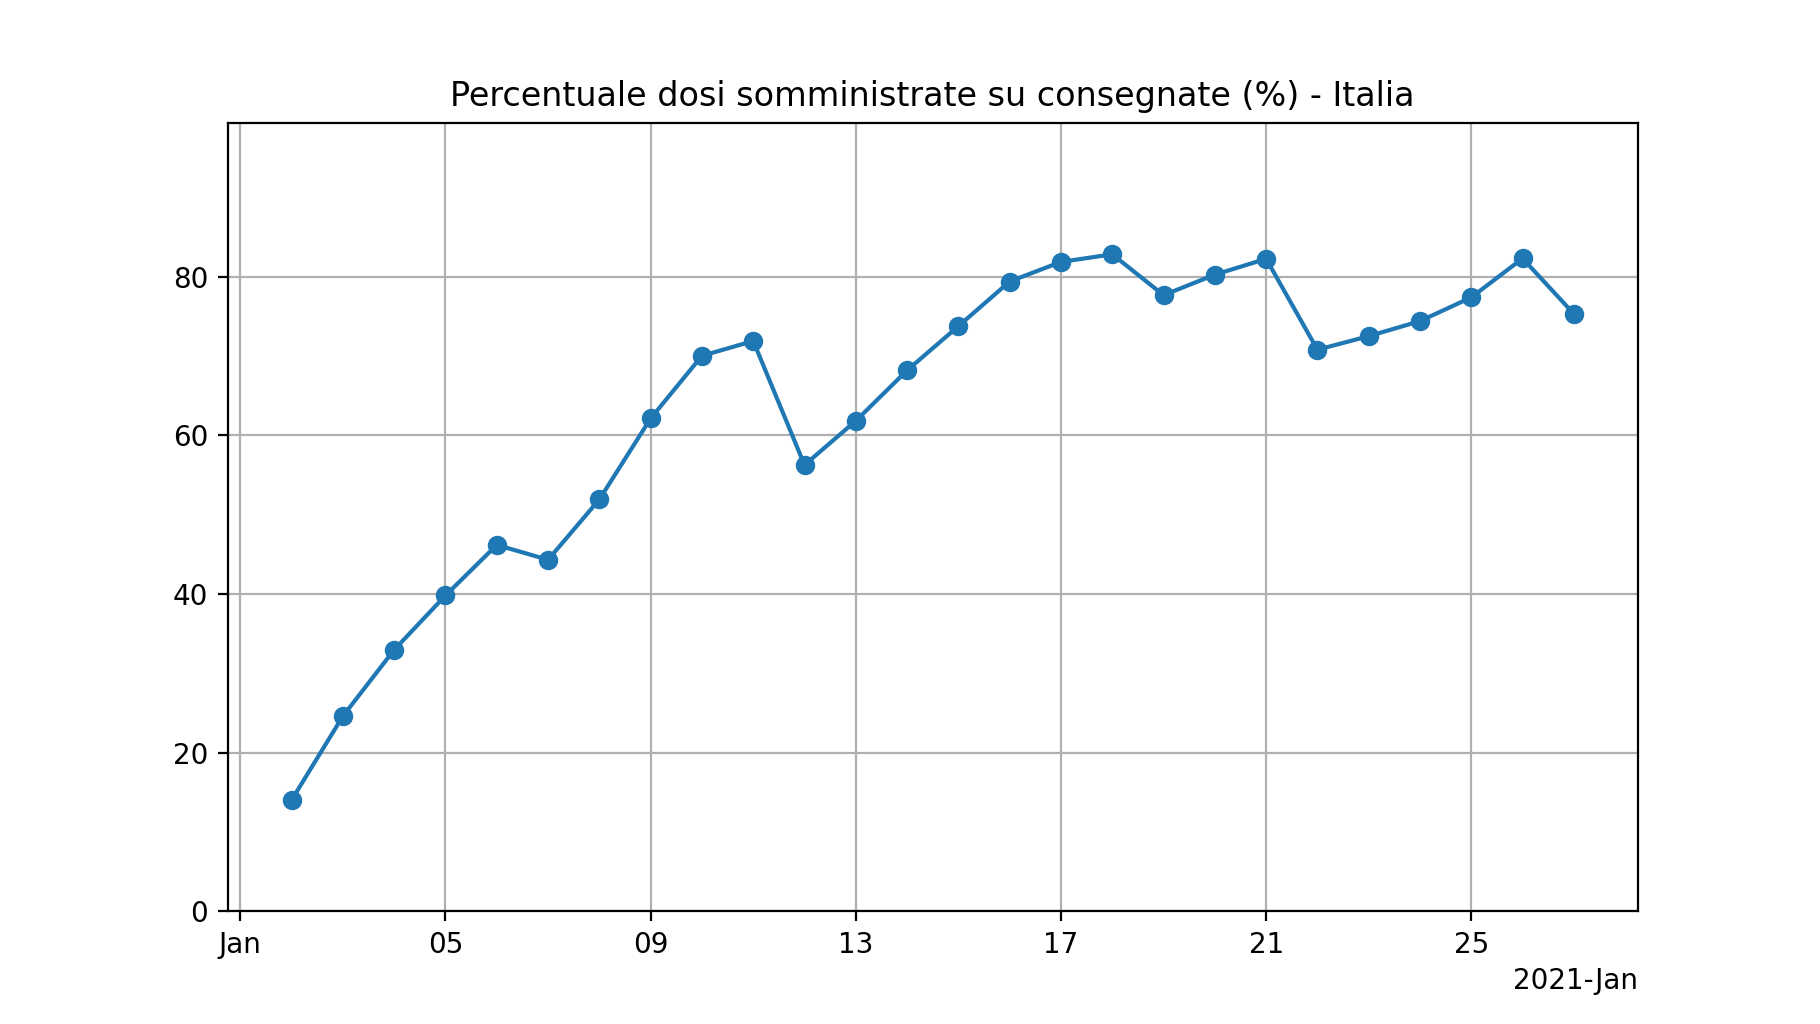 Percentuale dosi somministrate su consegnate (%) - Italia
80
60
40
20
0
Jan 05 09 13 17 21 25
2021-Jan